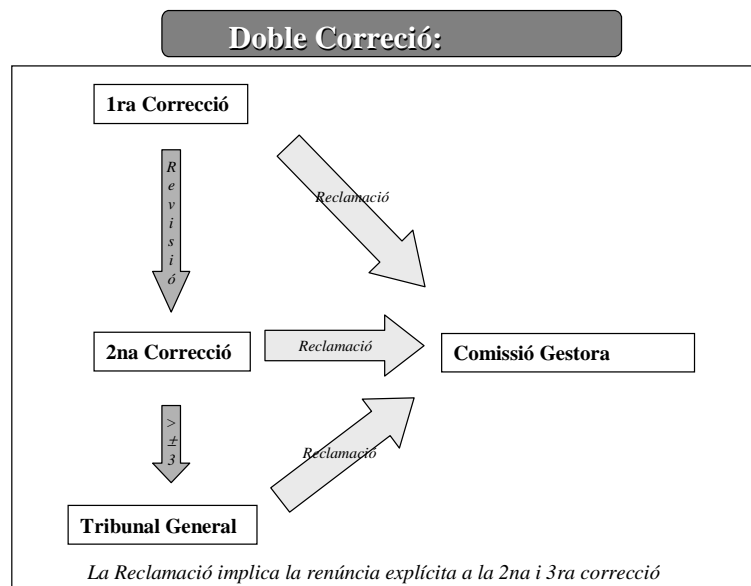 Doble Correció:
1ra Correcció
Revisió
Reclamació
2na Correcció
Reclamació
Comissió Gestora
> ± 3
Reclamació
Tribunal General
La Reclamació implica la renúncia explícita a la 2na i 3ra correcció